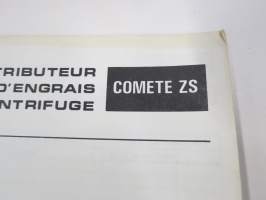 TRIBUTEUR
D'ENGRAIS
NTRIFUGE
COMETE ZS